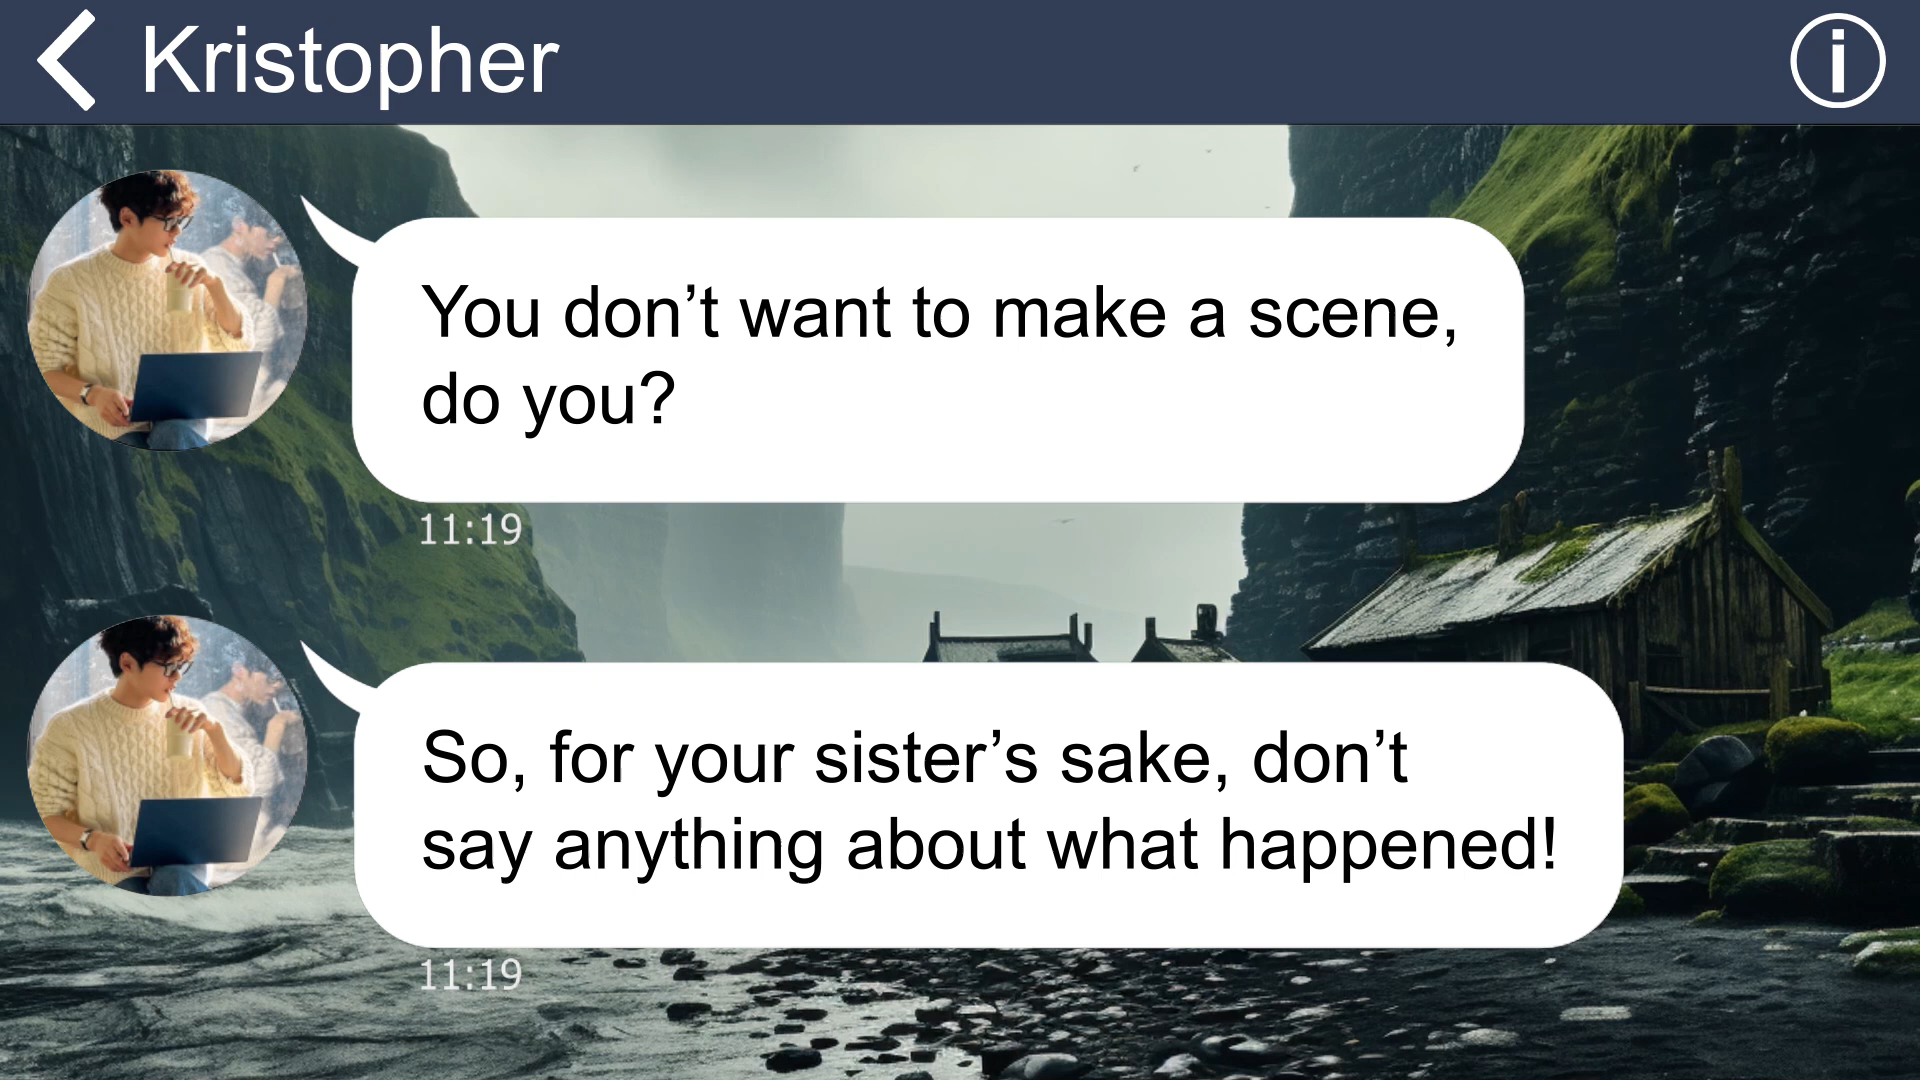 Kristopher
You don’t want to make a scene,
do you?
11:19
So, for your sister’s sake, don’t
say anything about what happened!
11:19